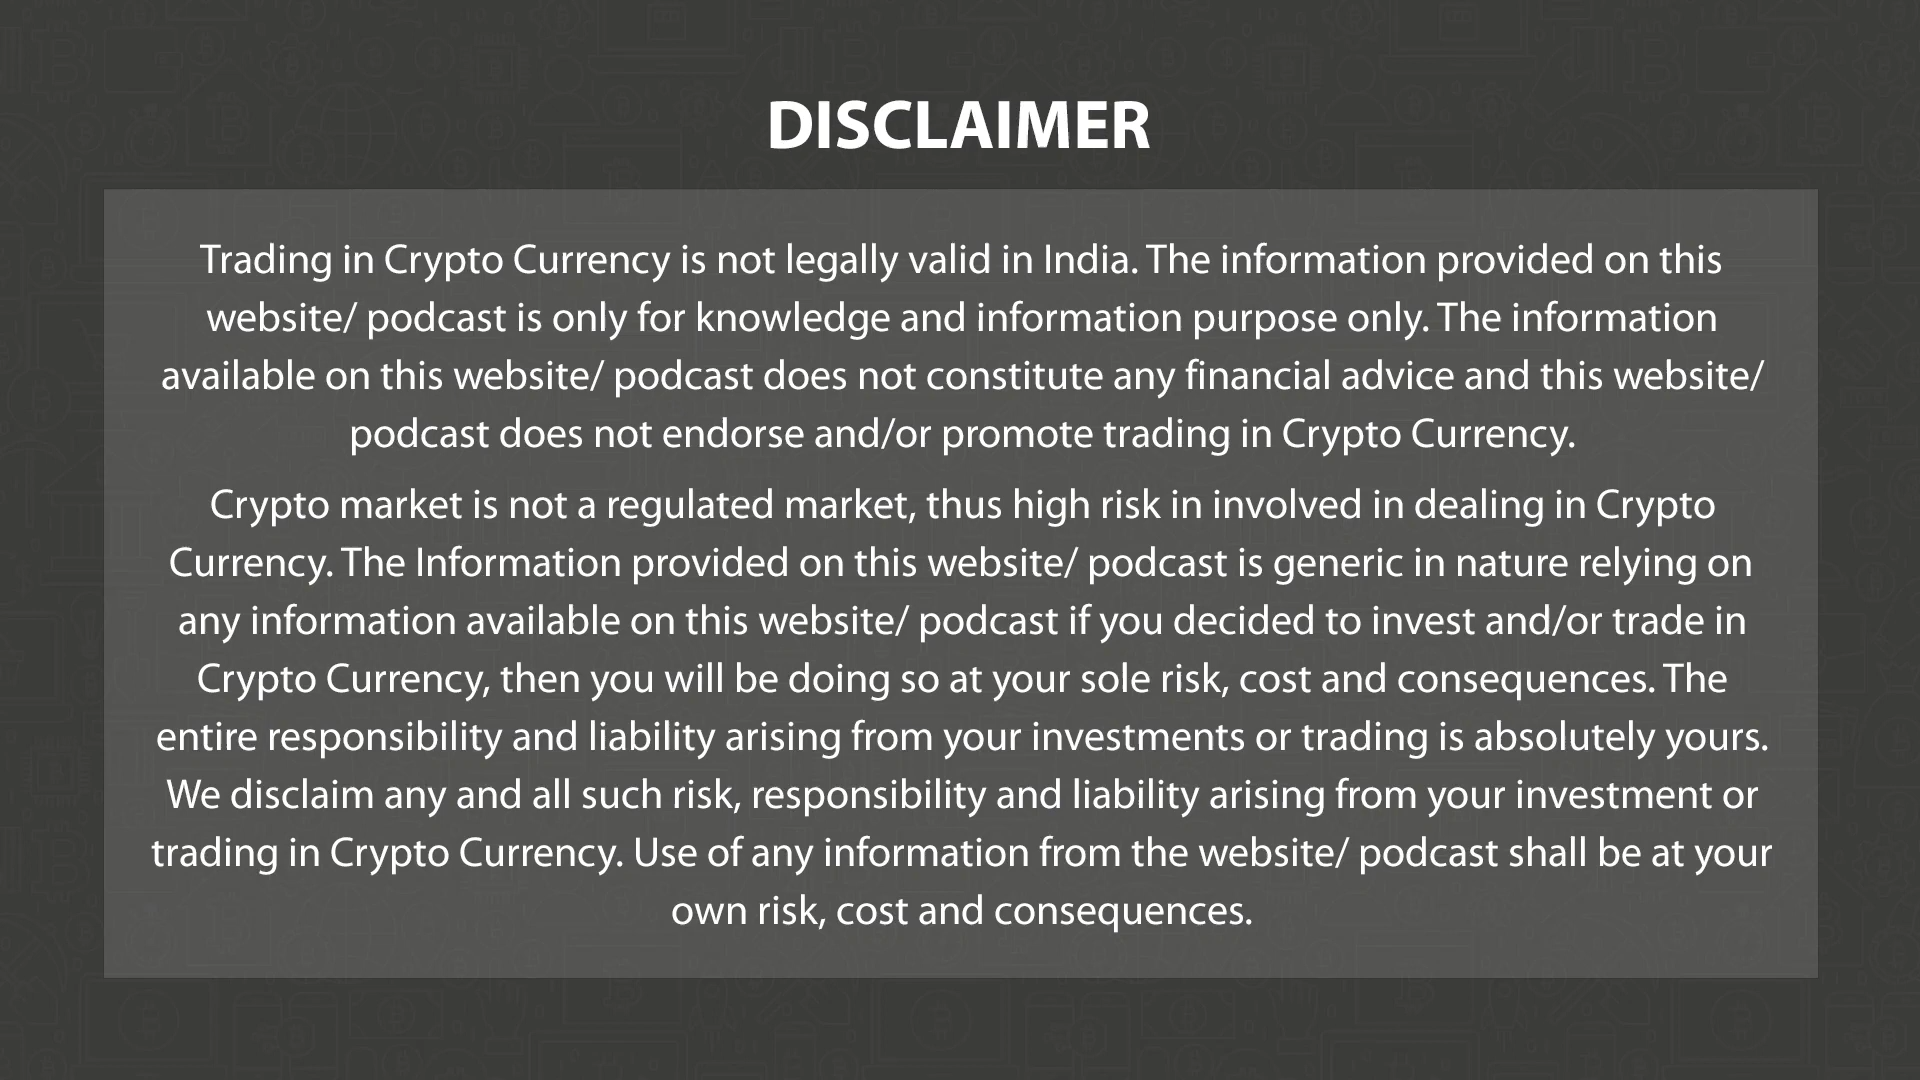 DISCLAIMER
Trading in Crypto Currency is not legally valid in India. The information provided on this
website/ podcast is only for knowledge and information purpose only. The information
available on this website/ podcast does not constitute any financial advice and this website/
podcast does not endorse and/or promote trading in Crypto Currency.
Crypto market is not a regulated market, thus high risk in involved in dealing in Crypto
Currency. The Information provided on this website/ podcast is generic in nature relying on
any information available on this website/ podcast if you decided to invest and/or trade in
Crypto Currency, then you will be doing so at your sole risk, cost and consequences. The
entire responsibility and liability arising from your investments or trading is absolutely yours.
We disclaim any and all such risk, responsibility and liability arising from your investment or
trading in Crypto Currency. Use of any information from the website/ podcast shall be at your
own risk, cost and consequences.